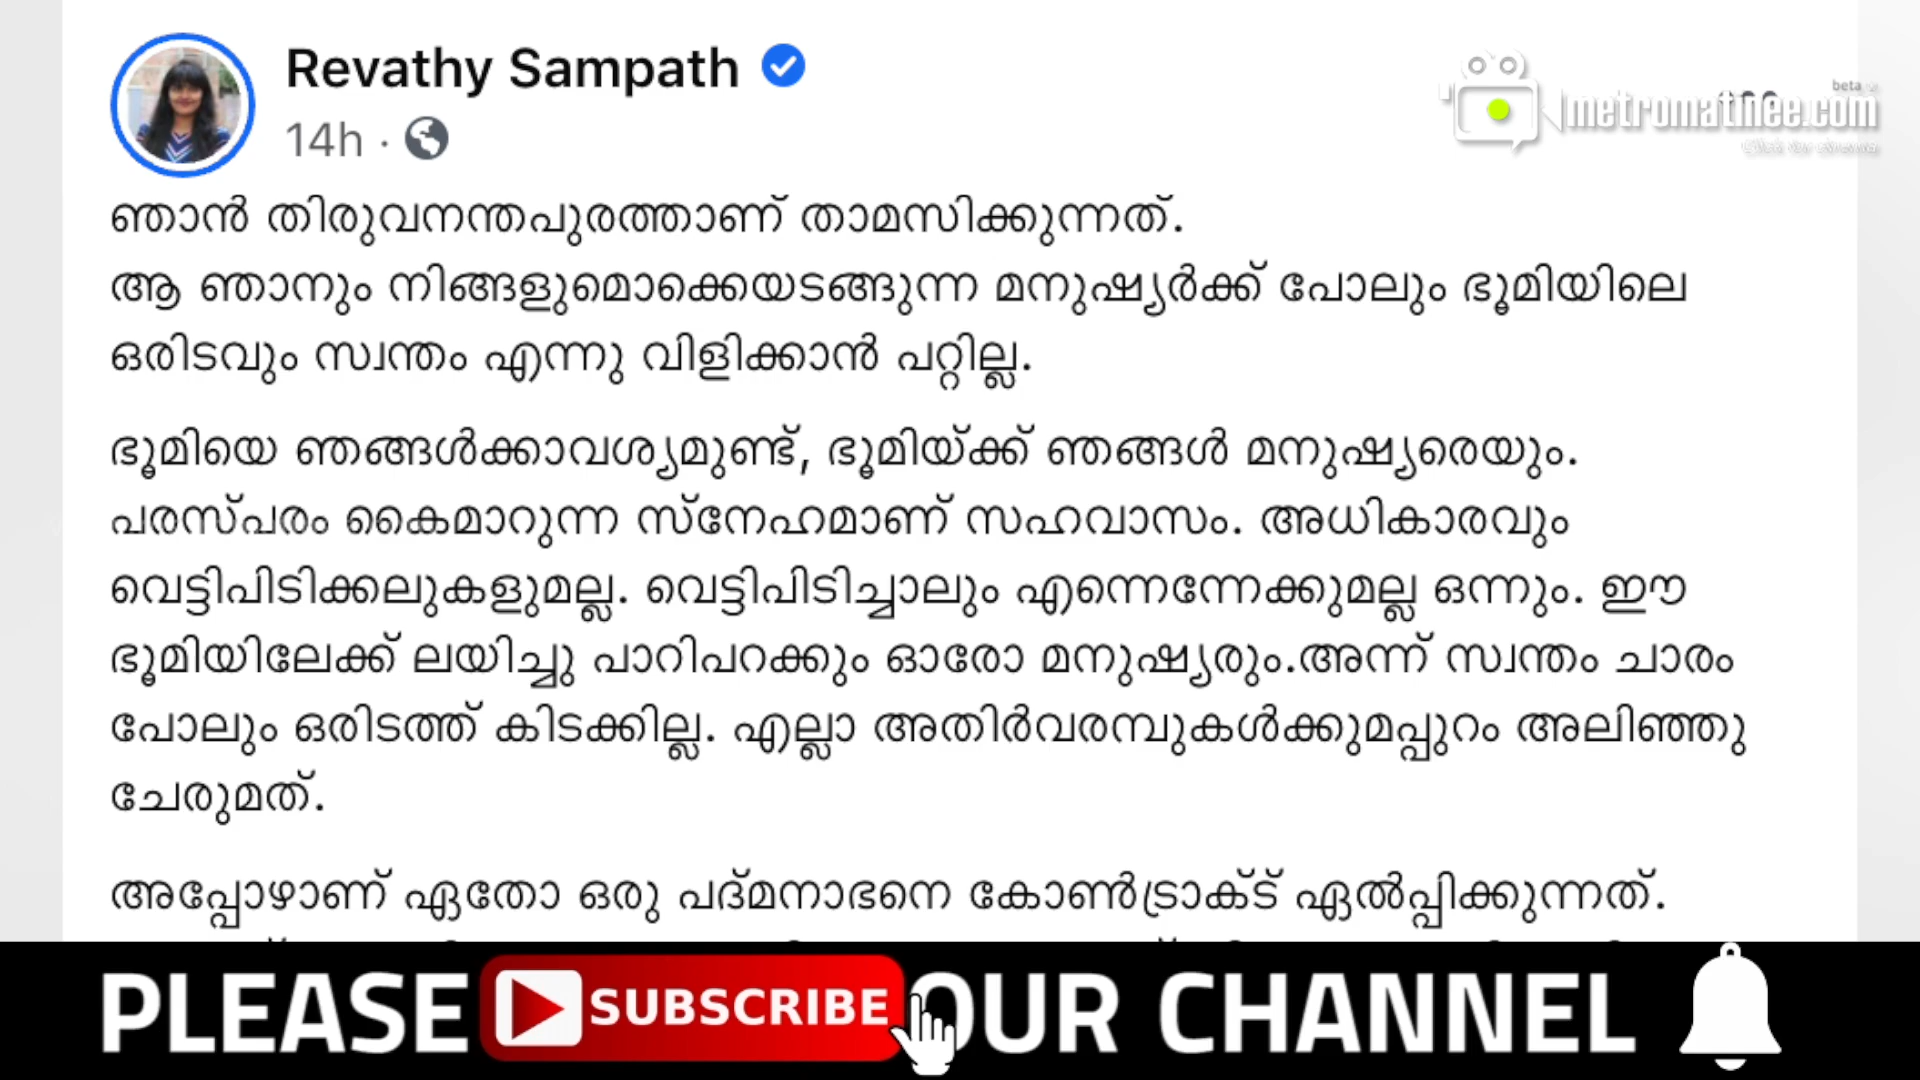 Revathy Sampath
14h ·
metromatinee.com
beta
ഞാൻ തിരുവനന്തപുരത്താണ് താമസിക്കുന്നത്.
ആ ഞാനും നിങ്ങളുമൊക്കെയടങ്ങുന്ന മനുഷ്യർക്ക് പോലും ഭൂമിയിലെ
ഒരിടവും സ്വന്തം എന്നു വിളിക്കാൻ പറ്റില്ല.
ഭൂമിയെ ഞങ്ങൾക്കാവശ്യമുണ്ട്, ഭൂമിയ്ക്ക് ഞങ്ങൾ മനുഷ്യരെയും.
പരസ്പരം കൈമാറുന്ന സ്നേഹമാണ് സഹവാസം. അധികാരവും
വെട്ടിപിടിക്കലുകളുമല്ല. വെട്ടിപിടിച്ചാലും എന്നെന്നേക്കുമല്ല ഒന്നും. ഈ
ഭൂമിയിലേക്ക് ലയിച്ചു പാറിപറക്കും ഓരോ മനുഷ്യരും.അന്ന് സ്വന്തം ചാരം
പോലും ഒരിടത്ത് കിടക്കില്ല. എല്ലാ അതിർവരമ്പുകൾക്കുമപ്പുറം അലിഞ്ഞു
ചേരുമത്.
അപ്പോഴാണ് ഏതോ ഒരു പദ്മനാഭനെ കോൺട്രാക്ട് ഏൽപ്പിക്കുന്നത്.
PLEASE SUBSCRIBE OUR CHANNEL